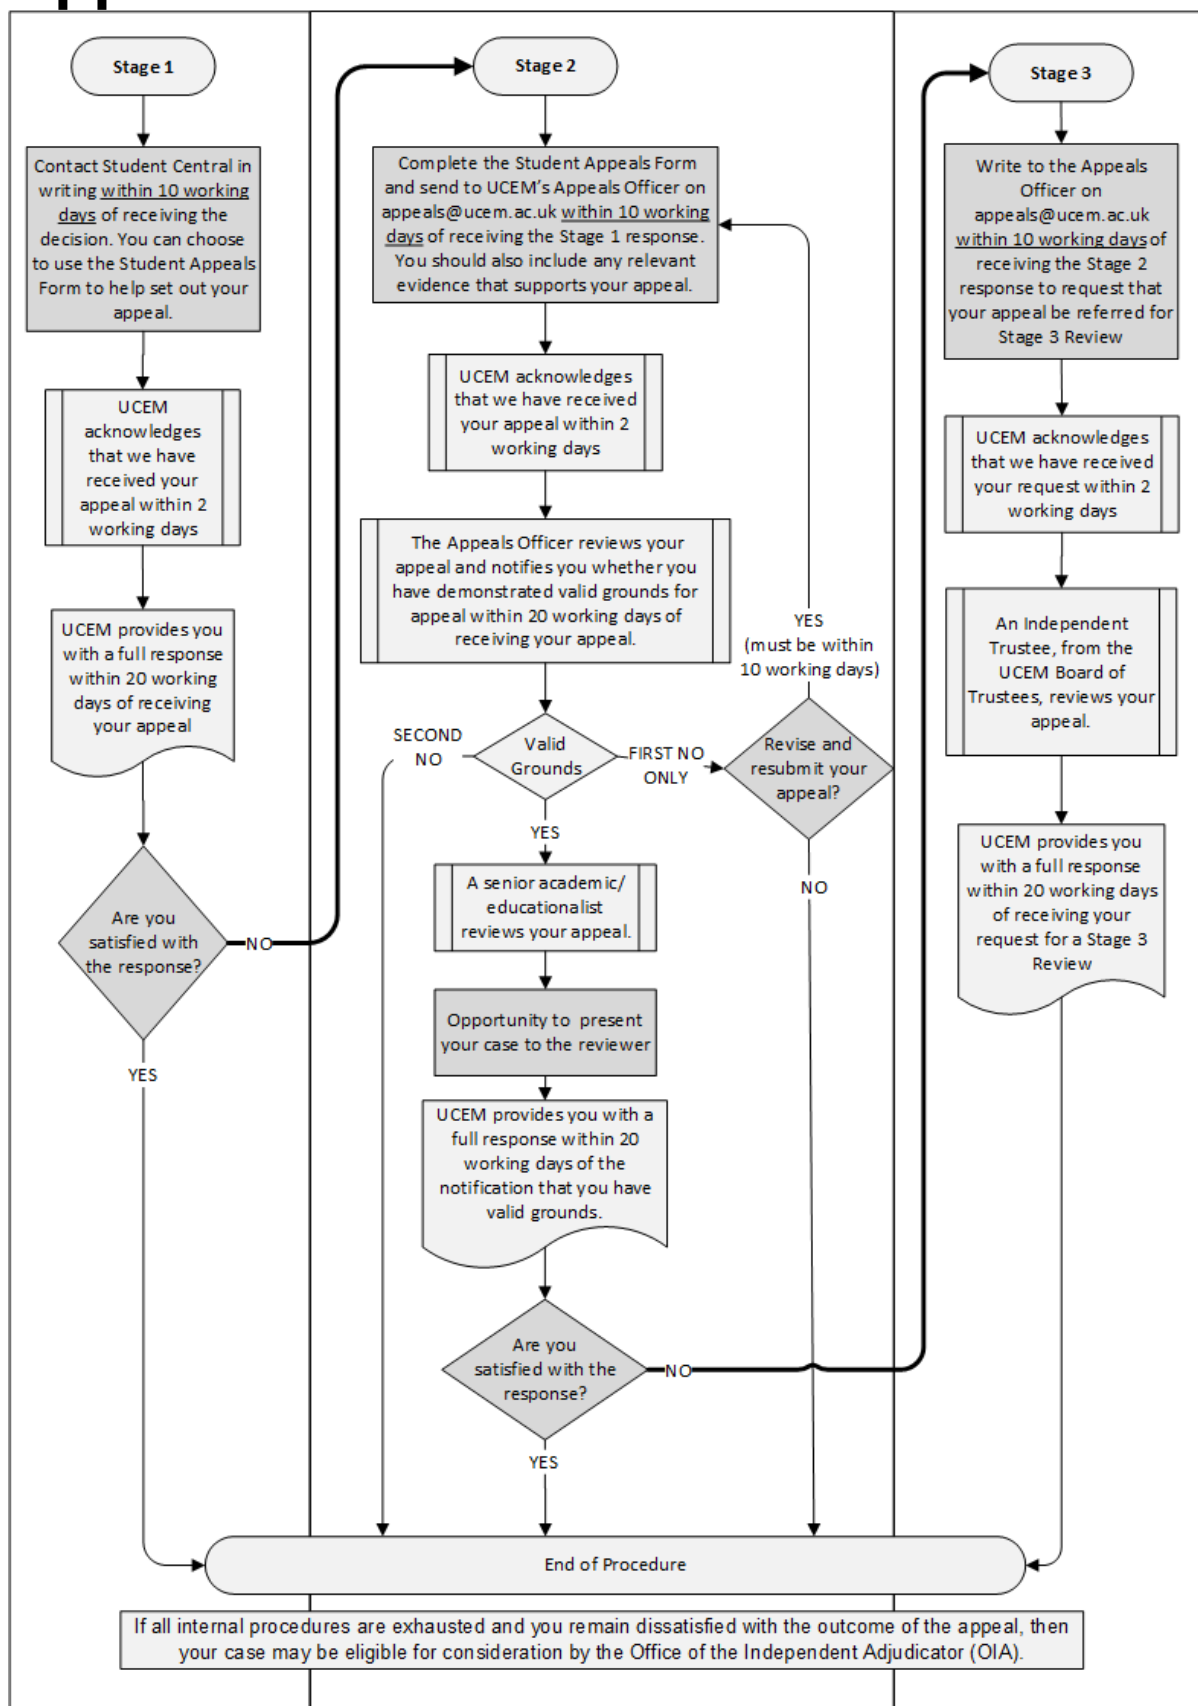 Stage 1
Contact Student Central in
writing within 10 working
days of receiving the
decision. You can choose
to use the Student Appeals
Form to help set out your
appeal.
UCEM
acknowledges
that we have
received your
appeal within 2
working days
UCEM provides you
with a full response
within 20 working
days of receiving
your appeal
Are you
satisfied with
the response?
NO
YES
Stage 2
Complete the Student Appeals Form
and send to UCEM's Appeals Officer on
appeals@ucem.ac.uk within 10 working
days of receiving the Stage 1 response.
You should also include any relevant
evidence that supports your appeal.
UCEM acknowledges
that we have received
your appeal within 2
working days
The Appeals Officer reviews your
appeal and notifies you whether you
have demonstrated valid grounds for
appeal within 20 working days of
receiving your appeal.
Valid
Grounds
SECOND
NO
FIRST NO
ONLY
Revise and
resubmit your
appeal?
YES
(must be within
10 working days)
NO
YES
A senior academic/
educationalist
reviews your appeal.
Opportunity to present
your case to the reviewer
UCEM provides you with a
full response within 20
working days of the
notification that you have
valid grounds.
Are you
satisfied with the
response?
NO
YES
Stage 3
Write to the Appeals
Officer on
appeals@ucem.ac.uk
within 10 working days of
receiving the Stage 2
response to request that
your appeal be referred for
Stage 3 Review
UCEM acknowledges
that we have received
your request within 2
working days
An Independent
Trustee, from the
UCEM Board of
Trustees, reviews your
appeal.
UCEM provides you
with a full response
within 20 working days
of receiving your
request for a Stage 3
Review
End of Procedure
If all internal procedures are exhausted and you remain dissatisfied with the outcome of the appeal, then
your case may be eligible for consideration by the Office of the Independent Adjudicator (OIA).